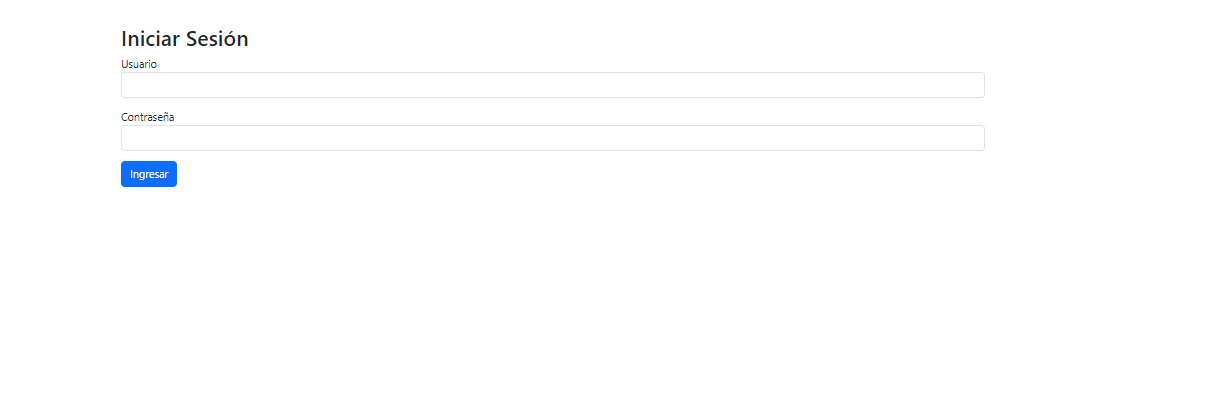 Iniciar Sesión
Usuario
Contraseña
Ingresar